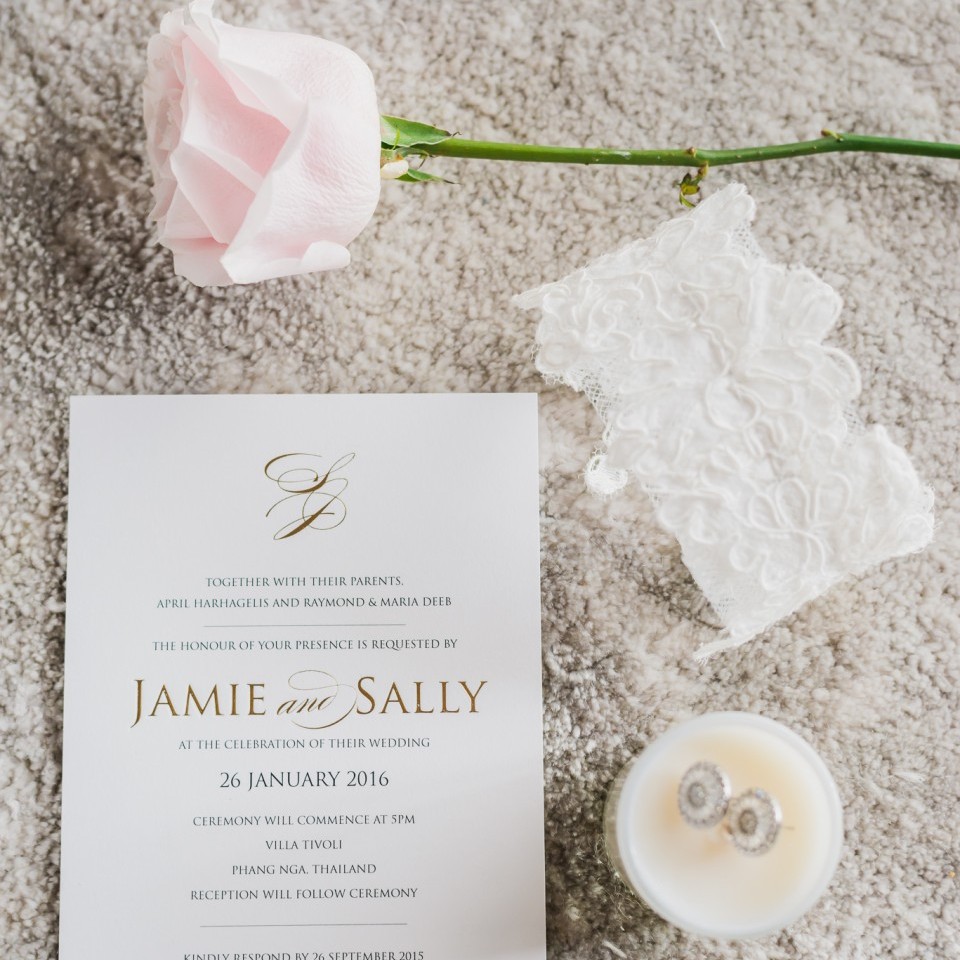 SJ
TOGETHER WITH THEIR PARENTS,
APRIL HARHAGELIS AND RAYMOND & MARIA DEEB
THE HONOUR OF YOUR PRESENCE IS REQUESTED BY
JAMIE and SALLY
AT THE CELEBRATION OF THEIR WEDDING
26 JANUARY 2016
CEREMONY WILL COMMENCE AT 5PM
VILLA TIVOLI
PHANG NGA, THAILAND
RECEPTION WILL FOLLOW CEREMONY
KINDLY RESPOND BY 26 SEPTEMBER 2015